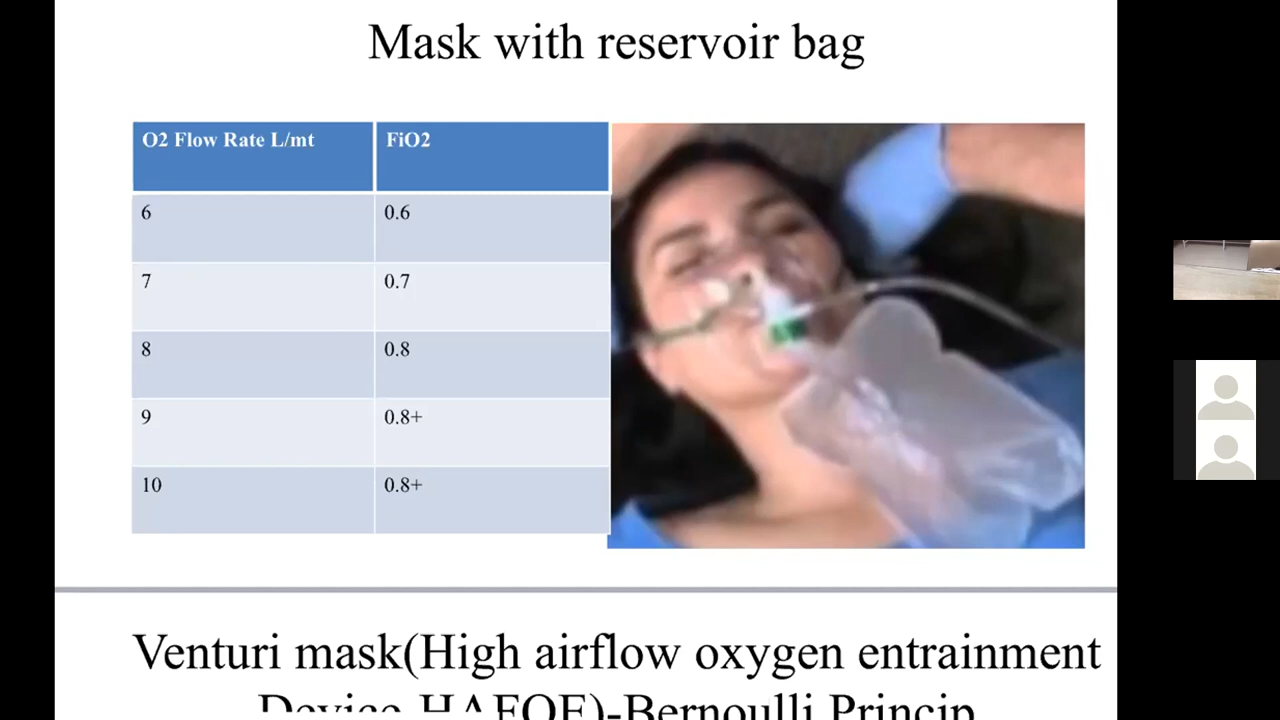 Mask with reservoir bag
O2 Flow Rate L/mt FiO2
6 0.6
7 0.7
8 0.8
9 0.8+
10 0.8+
Venturi mask(High airflow oxygen entrainment
Device HAFOE)-Bernoulli Princip